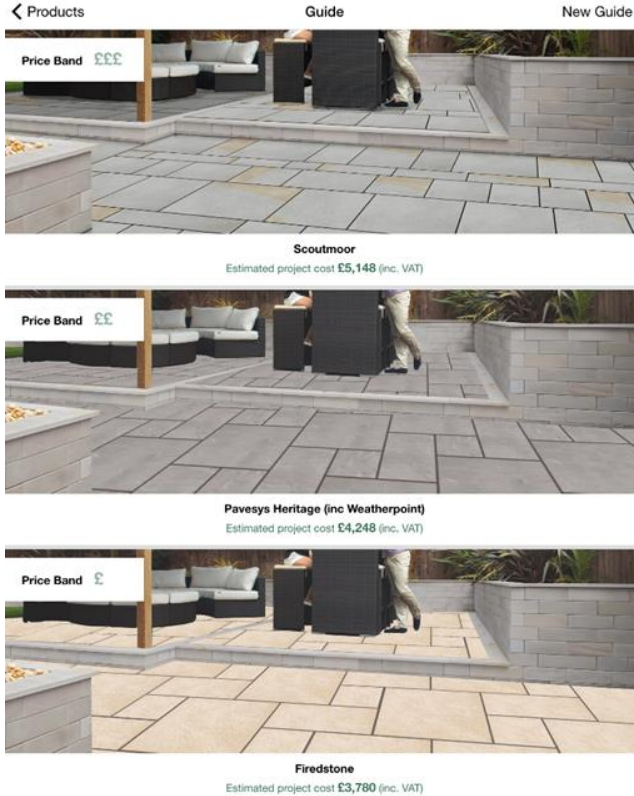 Products
Guide
New Guide
Price Band £££
Scoutmoor
Estimated project cost £5,148 (inc. VAT)
Price Band ££
Pavesys Heritage (inc Weatherpoint)
Estimated project cost £4,248 (inc. VAT)
Price Band £
Firedstone
Estimated project cost £3,780 (inc. VAT)